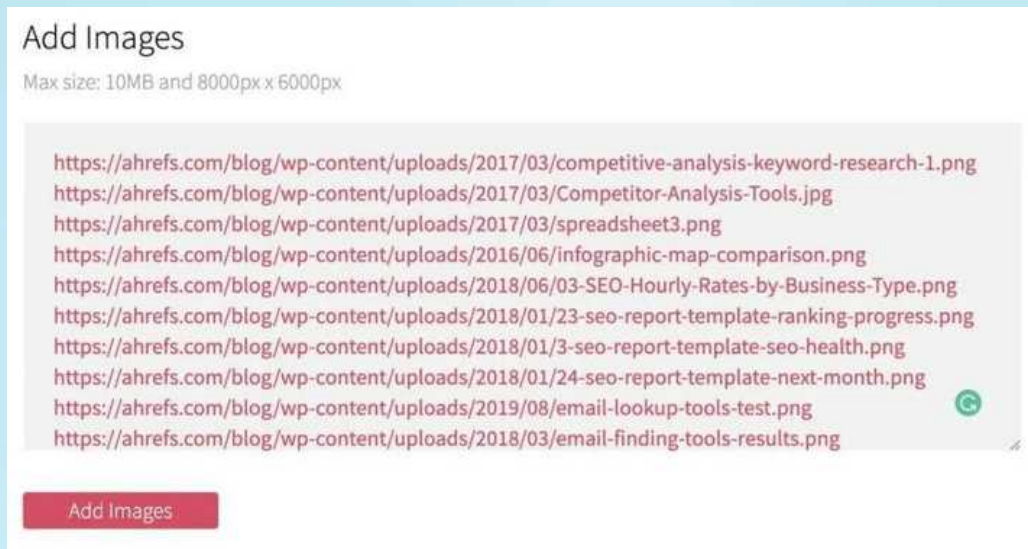 Add Images
Max size: 10MB and 8000px x 6000px
https://ahrefs.com/blog/wp-content/uploads/2017/03/competitive-analysis-keyword-research-1.png
https://ahrefs.com/blog/wp-content/uploads/2017/03/Competitor-Analysis-Tools.jpg
https://ahrefs.com/blog/wp-content/uploads/2017/03/spreadsheet3.png
https://ahrefs.com/blog/wp-content/uploads/2016/06/infographic-map-comparison.png
https://ahrefs.com/blog/wp-content/uploads/2018/06/03-SEO-Hourly-Rates-by-Business-Type.png
https://ahrefs.com/blog/wp-content/uploads/2018/01/23-seo-report-template-ranking-progress.png
https://ahrefs.com/blog/wp-content/uploads/2018/01/3-seo-report-template-seo-health.png
https://ahrefs.com/blog/wp-content/uploads/2018/01/24-seo-report-template-next-month.png
https://ahrefs.com/blog/wp-content/uploads/2019/08/email-lookup-tools-test.png
https://ahrefs.com/blog/wp-content/uploads/2018/03/email-finding-tools-results.png
Add Images